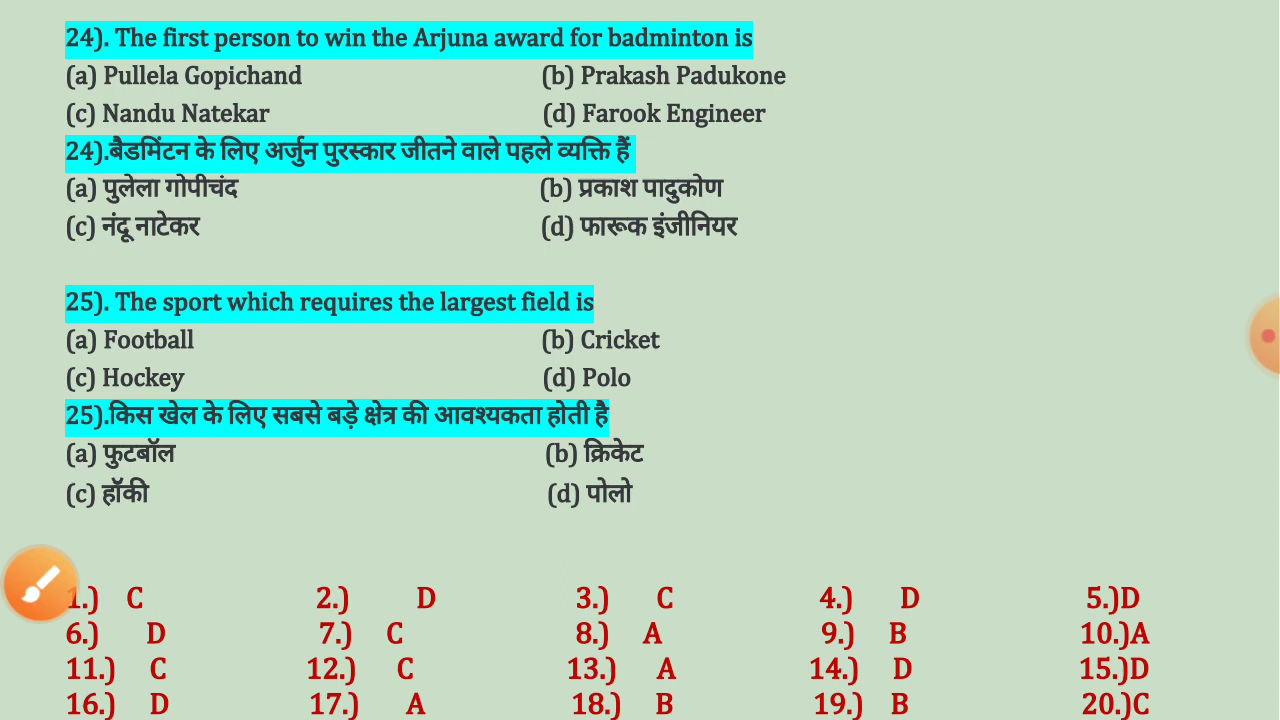 24). The first person to win the Arjuna award for badminton is
(a) Pullela Gopichand (b) Prakash Padukone
(c) Nandu Natekar (d) Farook Engineer
24).बैडमिंटन के लिए अर्जुन पुरस्कार जीतने वाले पहले व्यक्ति हैं
(a) पुलेला गोपीचंद (b) प्रकाश पादुकोण
(c) नंदू नाटेकर (d) फारूक इंजीनियर
25). The sport which requires the largest field is
(a) Football (b) Cricket
(c) Hockey (d) Polo
25).किस खेल के लिए सबसे बड़े क्षेत्र की आवश्यकता होती है
(a) फुटबॉल (b) क्रिकेट
(c) हॉकी (d) पोलो
1.) C 2.) D 3.) C 4.) D 5.)D
6.) D 7.) C 8.) A 9.) B 10.)A
11.) C 12.) C 13.) A 14.) D 15.)D
16.) D 17.) A 18.) B 19.) B 20.)C